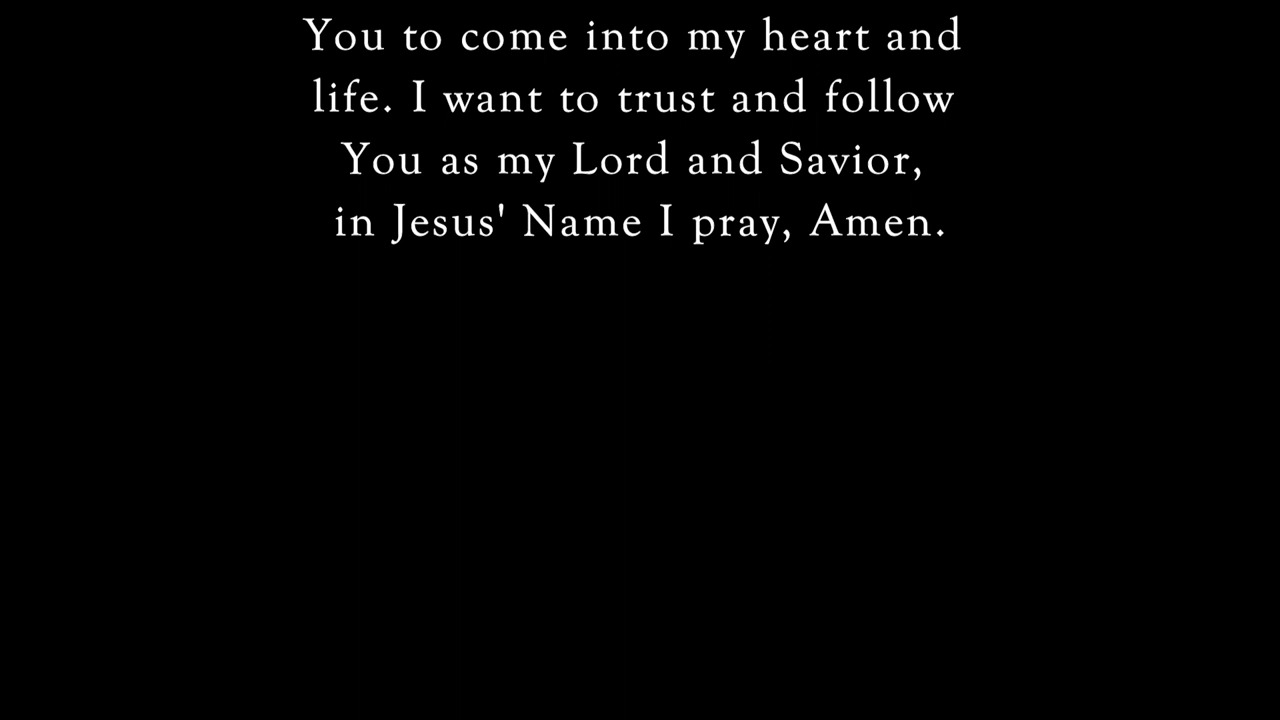 You to come into my heart and
life. I want to trust and follow
You as my Lord and Savior,
in Jesus' Name I pray, Amen.